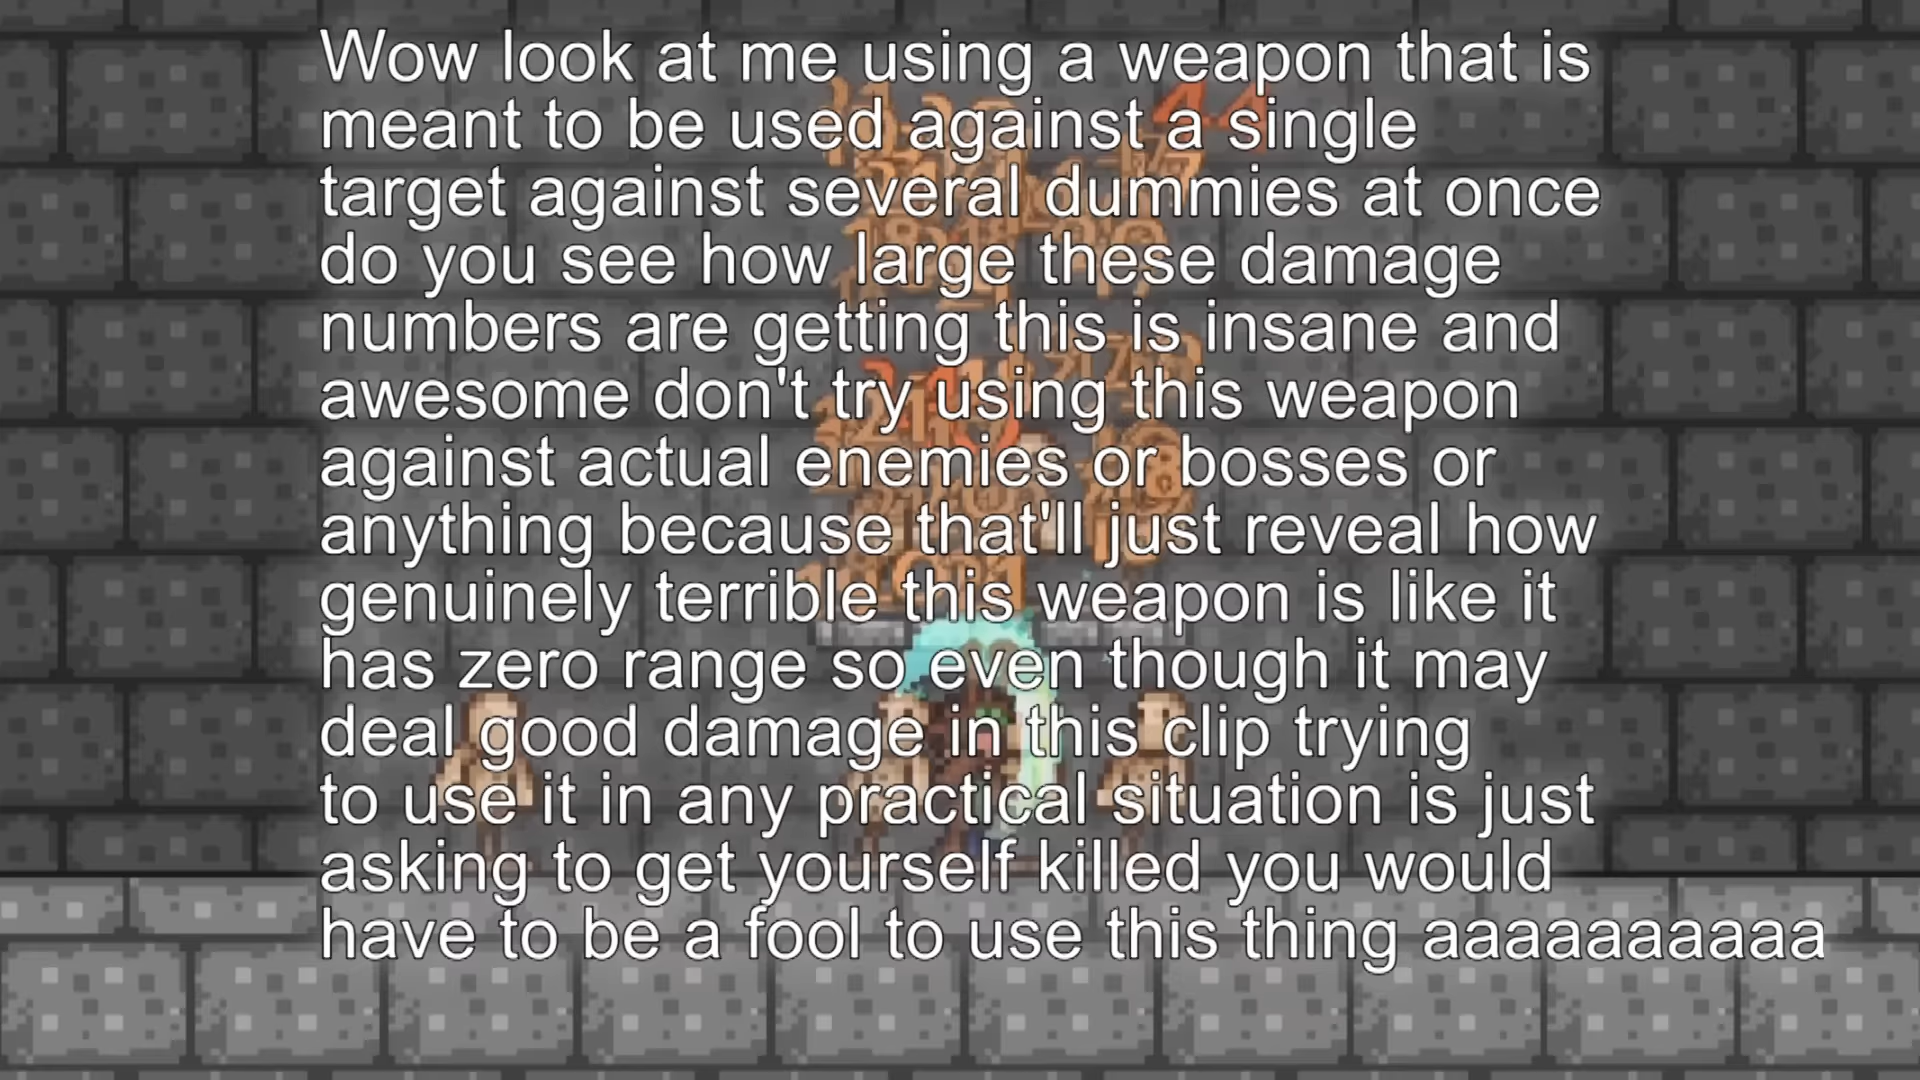 Wow look at me using a weapon that is
meant to be used against a single
target against several dummies at once
do you see how large these damage
numbers are getting this is insane and
awesome don't try using this weapon
against actual enemies or bosses or
anything because that'll just reveal how
genuinely terrible this weapon is like it
has zero range so even though it may
deal good damage in this clip trying
to use it in any practical situation is just
asking to get yourself killed you would
have to be a fool to use this thing aaaaaaaaaa
44